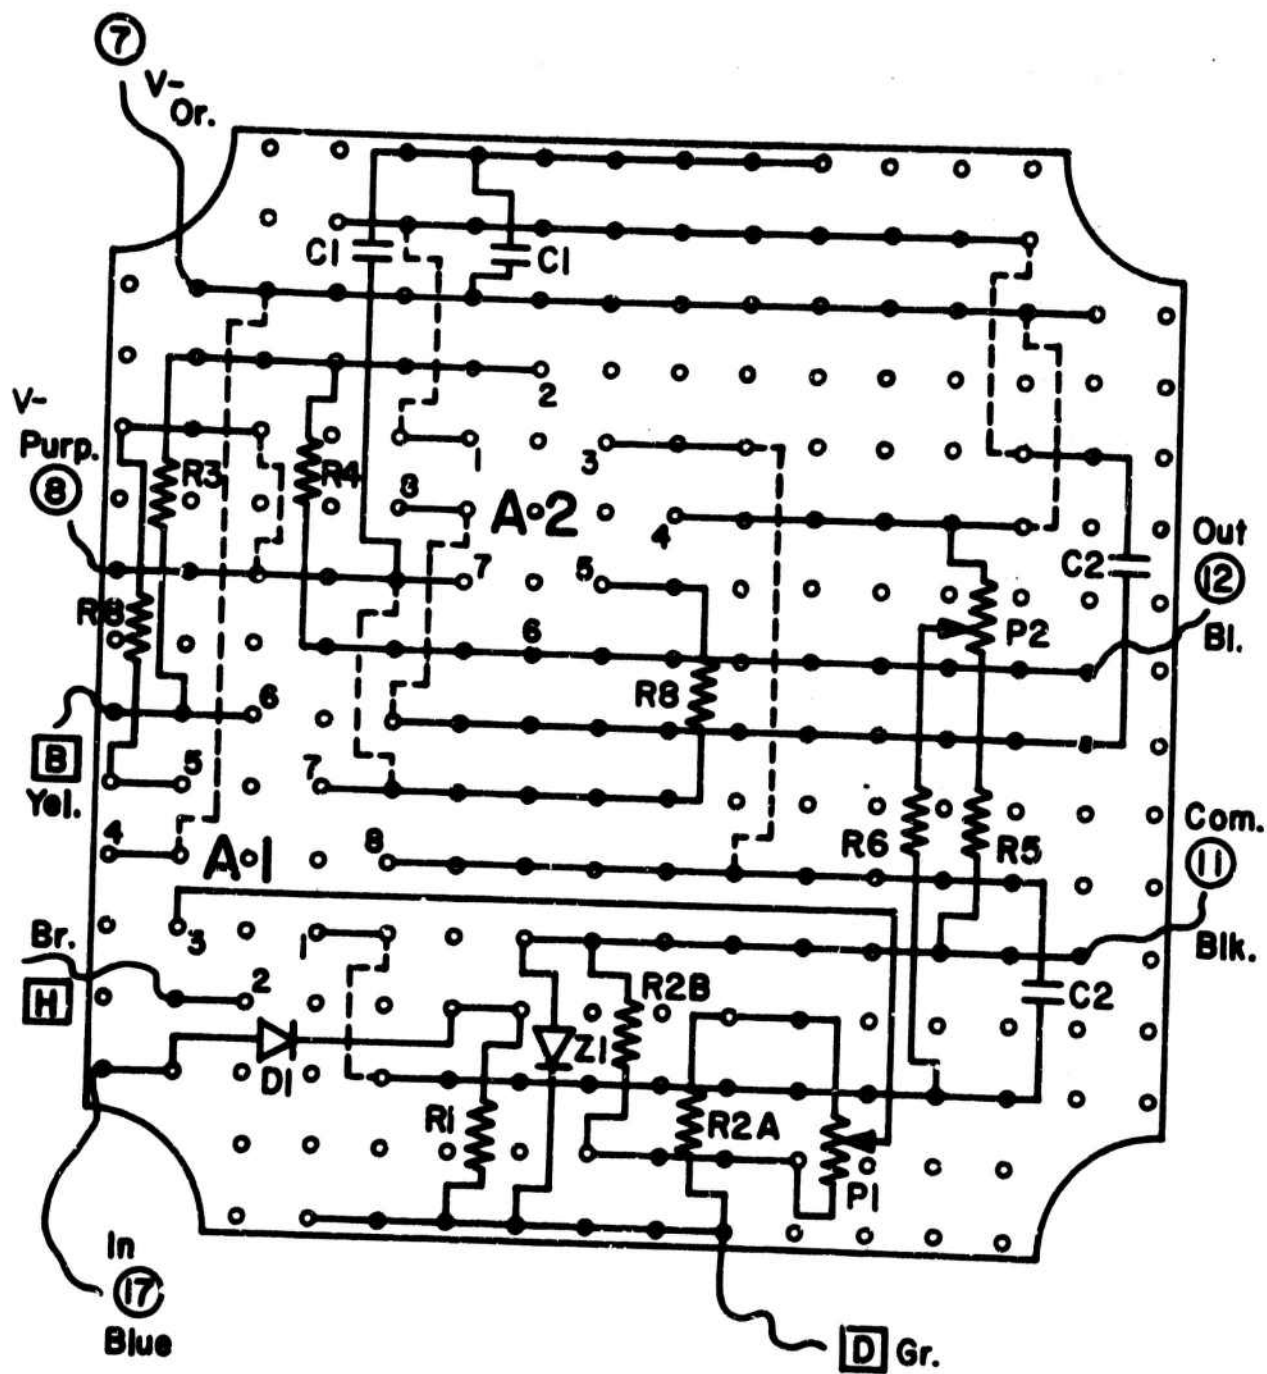 7
V-
Or.
C1
C1
2
V-
Purp.
8
R3
R4
1
3
8
A-2
4
Out
12
Bl.
C2
7
5
R8
6
P2
R8
6
B
Yel.
5
7
4
A-1
8
R6
R5
Com.
11
Blk.
3
1
Br.
H
2
R2B
C2
D1
Z1
R1
R2A
P1
In
17
Blue
D
Gr.